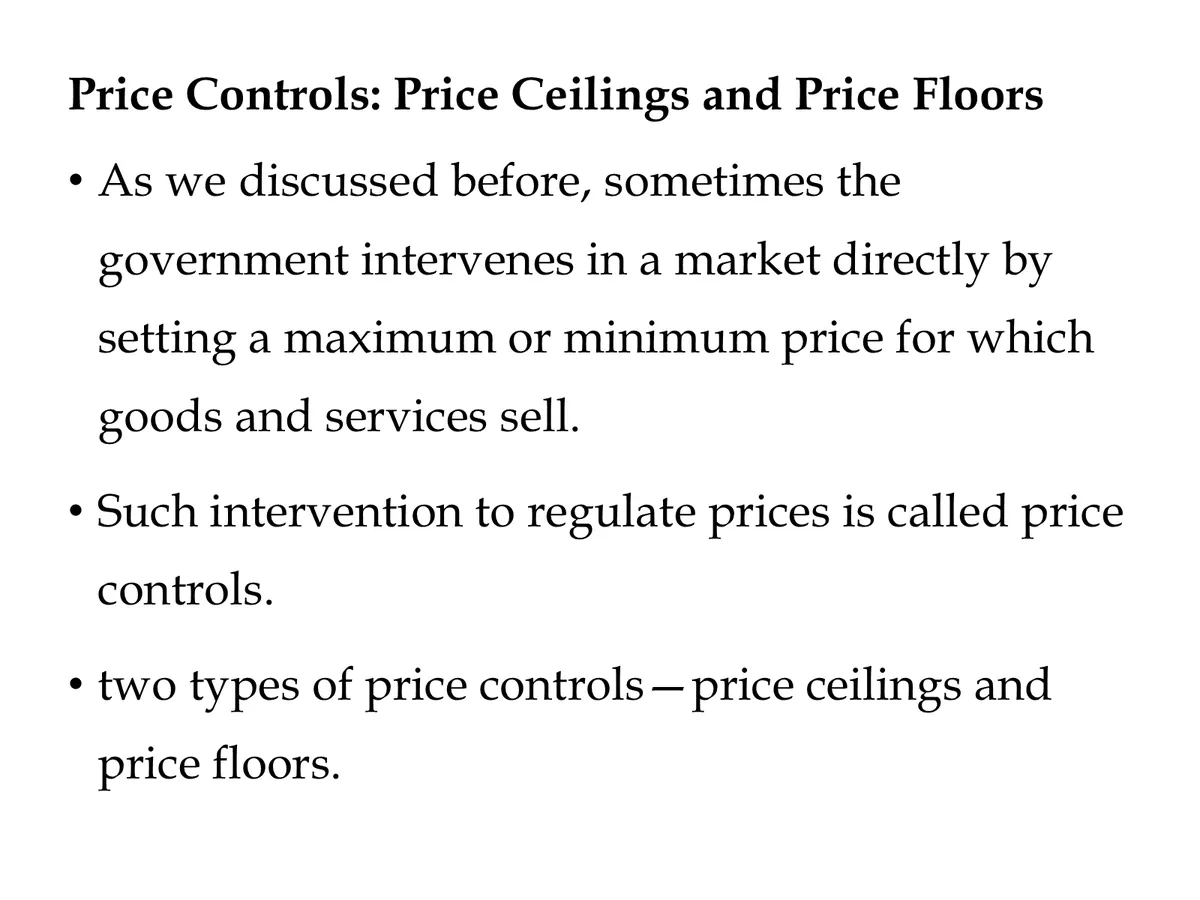 Price Controls: Price Ceilings and Price Floors
• As we discussed before, sometimes the
government intervenes in a market directly by
setting a maximum or minimum price for which
goods and services sell.
• Such intervention to regulate prices is called price
controls.
• two types of price controls—price ceilings and
price floors.